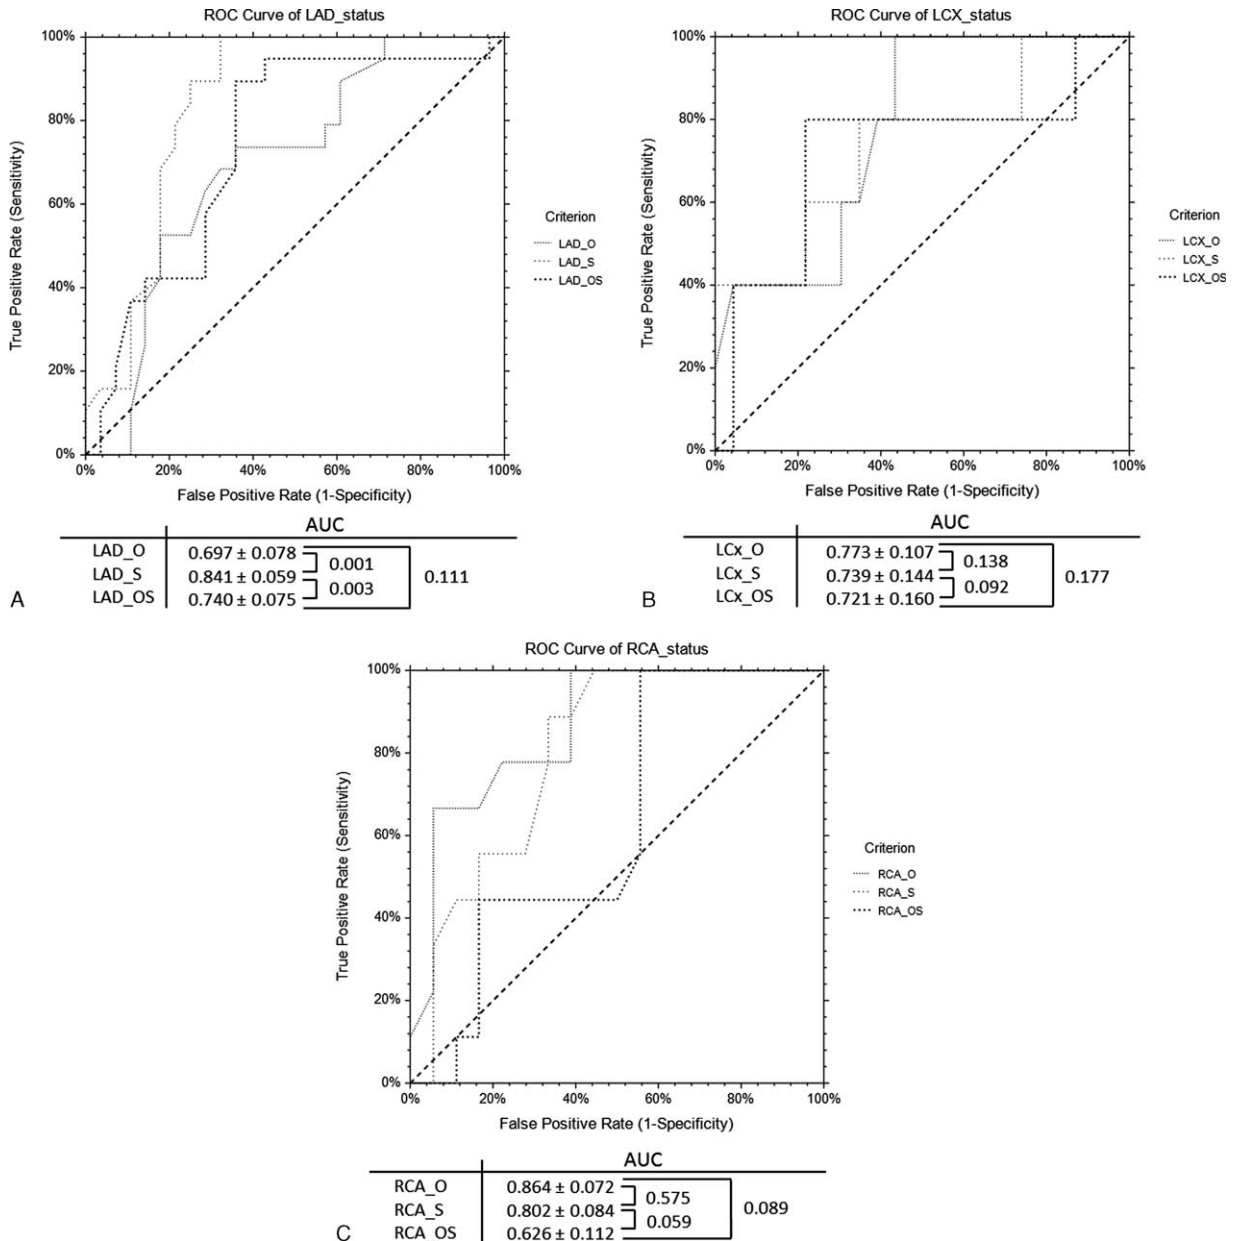 ROC Curve of LAD_status
100%
80%
60%
40%
20%
0%
True Positive Rate (Sensitivity)
0% 20% 40% 60% 80% 100%
False Positive Rate (1-Specificity)
Criterion
LAD_O
LAD_S
LAD_OS
AUC
LAD_O 0.697 ± 0.078
LAD_S 0.841 ± 0.059
LAD_OS 0.740 ± 0.075
0.001
0.003
0.111
A
ROC Curve of LCX_status
100%
80%
60%
40%
20%
0%
True Positive Rate (Sensitivity)
0% 20% 40% 60% 80% 100%
False Positive Rate (1-Specificity)
Criterion
LCX_O
LCX_S
LCX_OS
AUC
LCx_O 0.773 ± 0.107
LCx_S 0.739 ± 0.144
LCx_OS 0.721 ± 0.160
0.138
0.092
0.177
B
ROC Curve of RCA_status
100%
80%
60%
40%
20%
0%
True Positive Rate (Sensitivity)
0% 20% 40% 60% 80% 100%
False Positive Rate (1-Specificity)
Criterion
RCA_O
RCA_S
RCA_OS
AUC
RCA_O 0.864 ± 0.072
RCA_S 0.802 ± 0.084
RCA_OS 0.626 ± 0.112
0.575
0.059
0.089
C